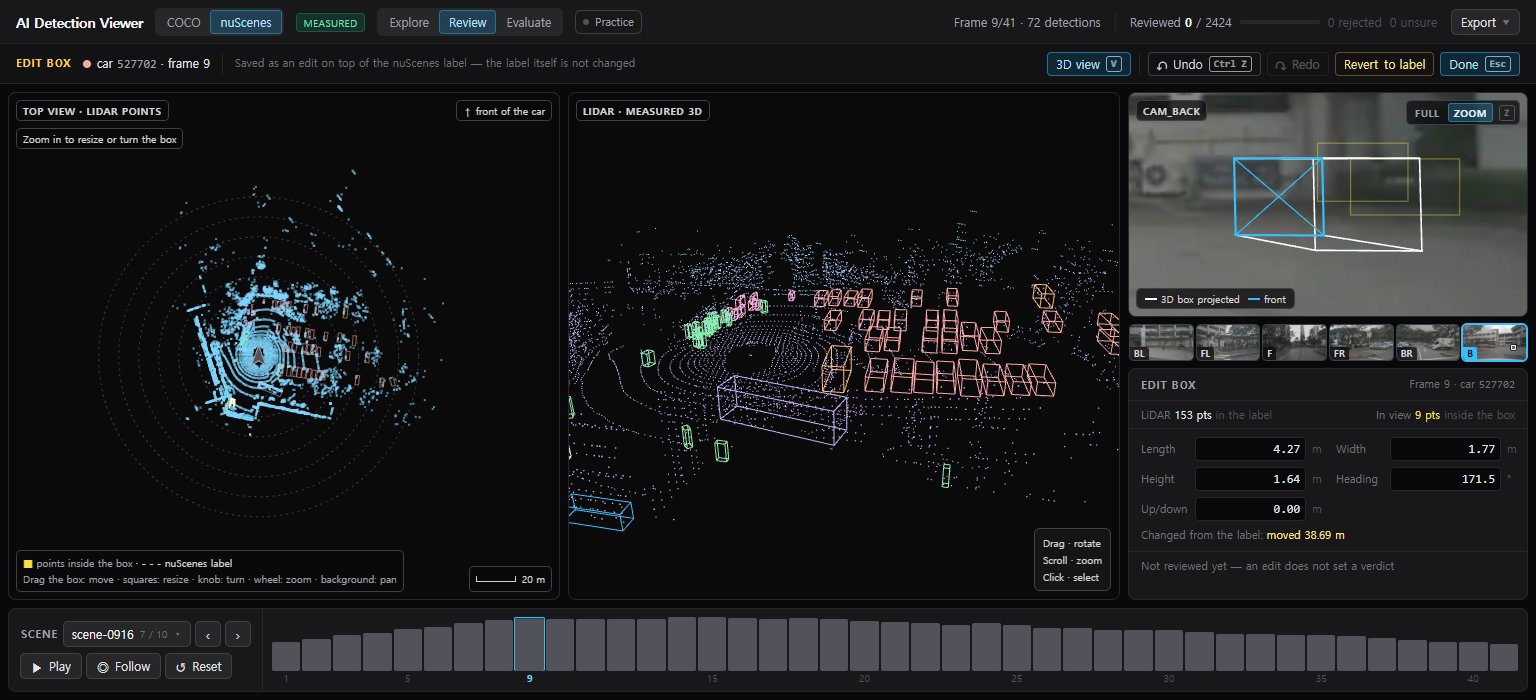 AI Detection Viewer COCO nuScenes MEASURED Explore Review Evaluate Practice Frame 9/41 · 72 detections Reviewed 0 / 2424 0 rejected 0 unsure Export
EDIT BOX car 527702 · frame 9 Saved as an edit on top of the nuScenes label — the label itself is not changed 3D view V Undo Ctrl Z Redo Revert to label Done Esc
TOP VIEW · LIDAR POINTS ↑ front of the car
Zoom in to resize or turn the box
points inside the box · - - - nuScenes label
Drag the box: move · squares: resize · knob: turn · wheel: zoom · background: pan
20 m
LIDAR · MEASURED 3D
Drag · rotate
Scroll · zoom
Click · select
CAM_BACK FULL ZOOM Z
3D box projected front
BL FL F FR BR B
EDIT BOX Frame 9 · car 527702
LiDAR 153 pts in the label In view 9 pts inside the box
Length 4.27 m Width 1.77 m
Height 1.64 m Heading 171.5 °
Up/down 0.00 m
Changed from the label: moved 38.69 m
Not reviewed yet — an edit does not set a verdict
SCENE scene-0916 7 / 10 ‹ ›
Play Follow Reset
1 5 9 15 20 25 30 35 40